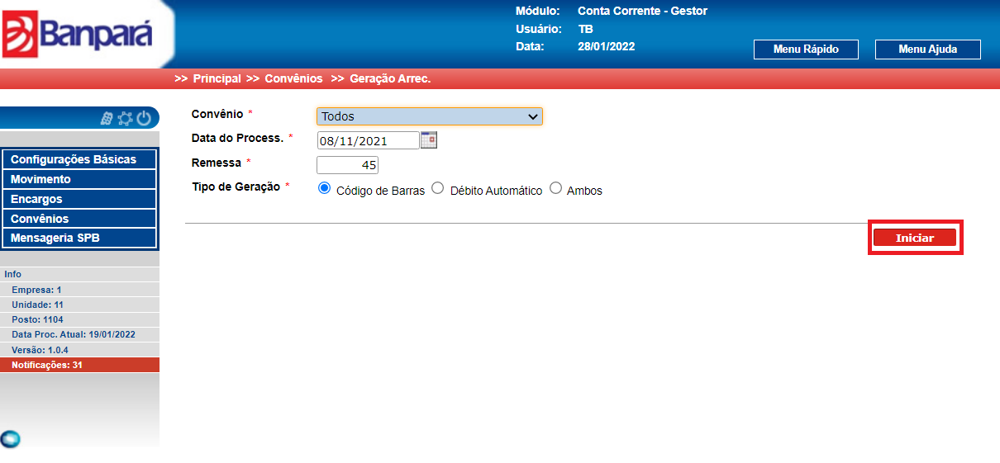 Banpará
Módulo: Conta Corrente - Gestor
Usuário: TB
Data: 28/01/2022
Menu Rápido
Menu Ajuda
>> Principal >> Convênios >> Geração Arrec.
Configurações Básicas
Movimento
Encargos
Convênios
Mensageria SPB
Info
Empresa: 1
Unidade: 11
Posto: 1104
Data Proc. Atual: 19/01/2022
Versão: 1.0.4
Notificações: 31
Convênio * Todos
Data do Process. * 08/11/2021
Remessa * 45
Tipo de Geração * Código de Barras Débito Automático Ambos
Iniciar